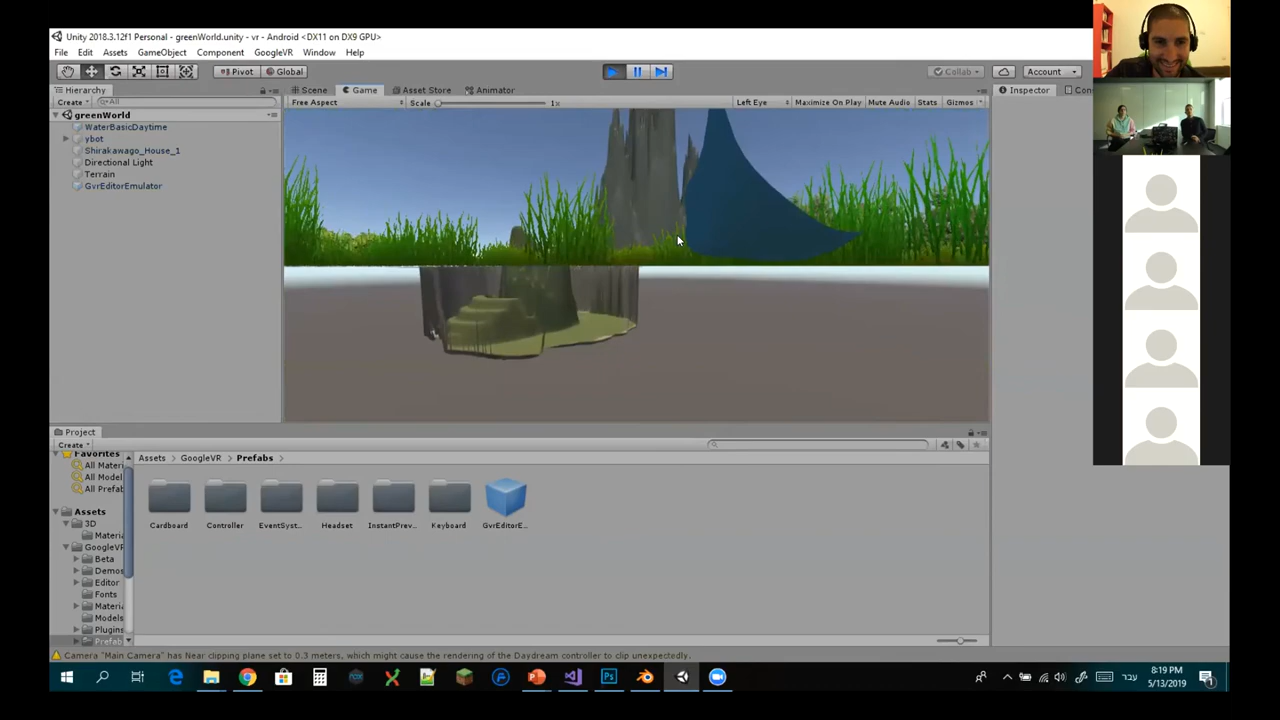 Unity 2018.3.12f1 Personal - greenWorld.unity - vr - Android <DX11 on DX9 GPU>
File Edit Assets GameObject Component GoogleVR Window Help
Pivot Global Collab Account
Hierarchy Scene Game Asset Store Animator Inspector Con
Create All Free Aspect Scale 1x Left Eye Maximize On Play Mute Audio Stats Gizmos
greenWorld
WaterBasicDaytime
ybot
Shirakawago_House_1
Directional Light
Terrain
GvrEditorEmulator
Project
Create
Favorites
All Materi
All Model
All Prefab
Assets
3D
Materi
GoogleVR
Beta
Demos
Editor
Fonts
Materi
Models
Plugins
Prefab
Assets GoogleVR Prefabs
Cardboard Controller EventSyst... Headset InstantPrev... Keyboard GvrEditorE...
Camera "Main Camera" has Near clipping plane set to 0.3 meters, which might cause the rendering of the Daydream controller to clip unexpectedly.
עבר
8:19 PM
5/13/2019
1